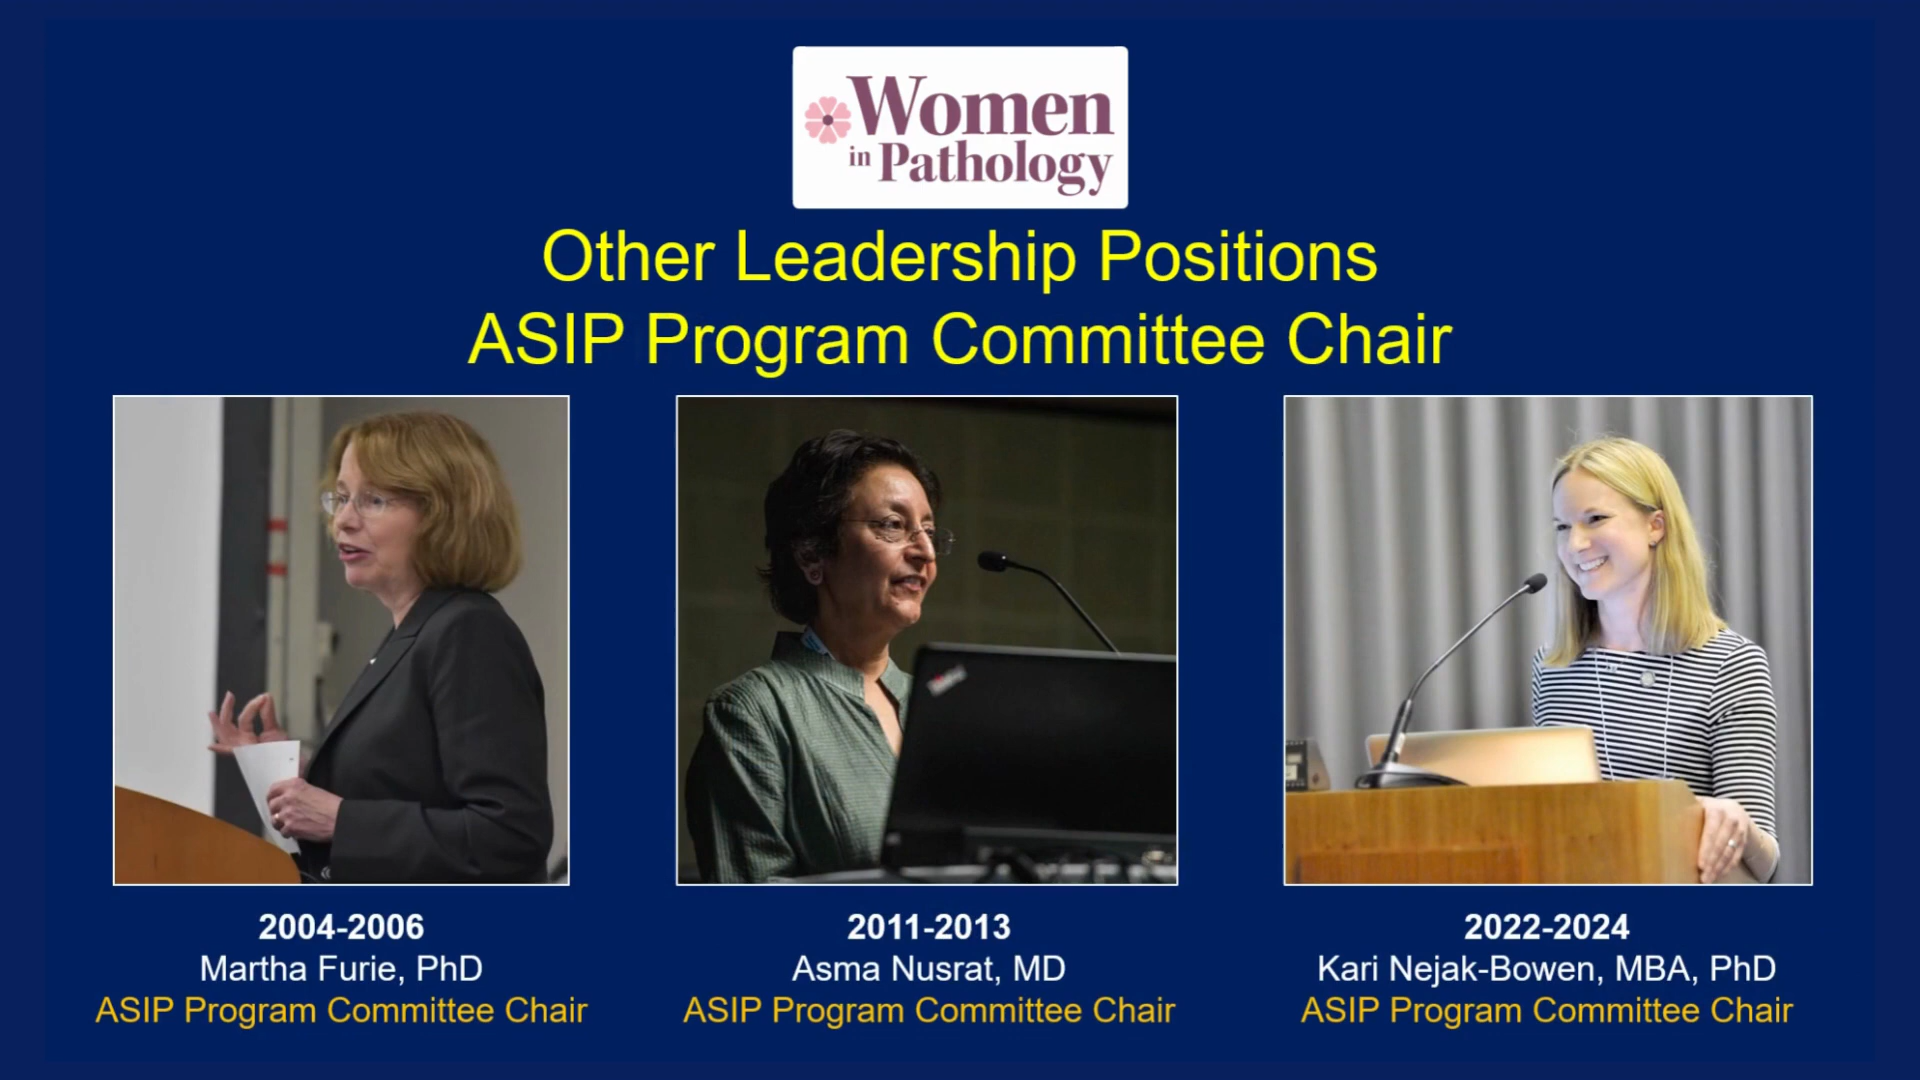 Women
in Pathology
Other Leadership Positions
ASIP Program Committee Chair
2004-2006
Martha Furie, PhD
ASIP Program Committee Chair
2011-2013
Asma Nusrat, MD
ASIP Program Committee Chair
2022-2024
Kari Nejak-Bowen, MBA, PhD
ASIP Program Committee Chair